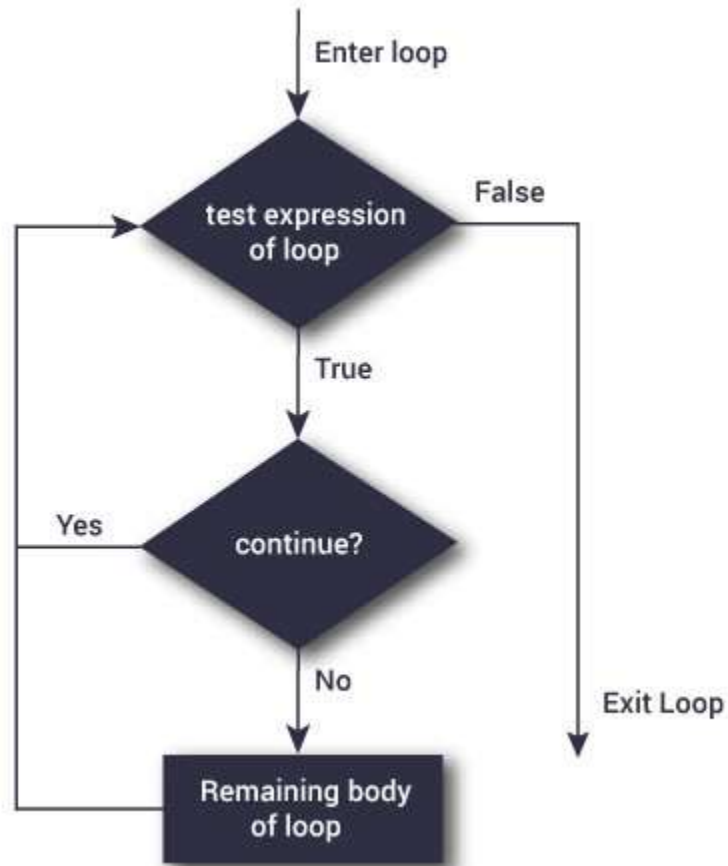 Enter loop
test expression
of loop
False
True
Yes
continue?
No
Exit Loop
Remaining body
of loop